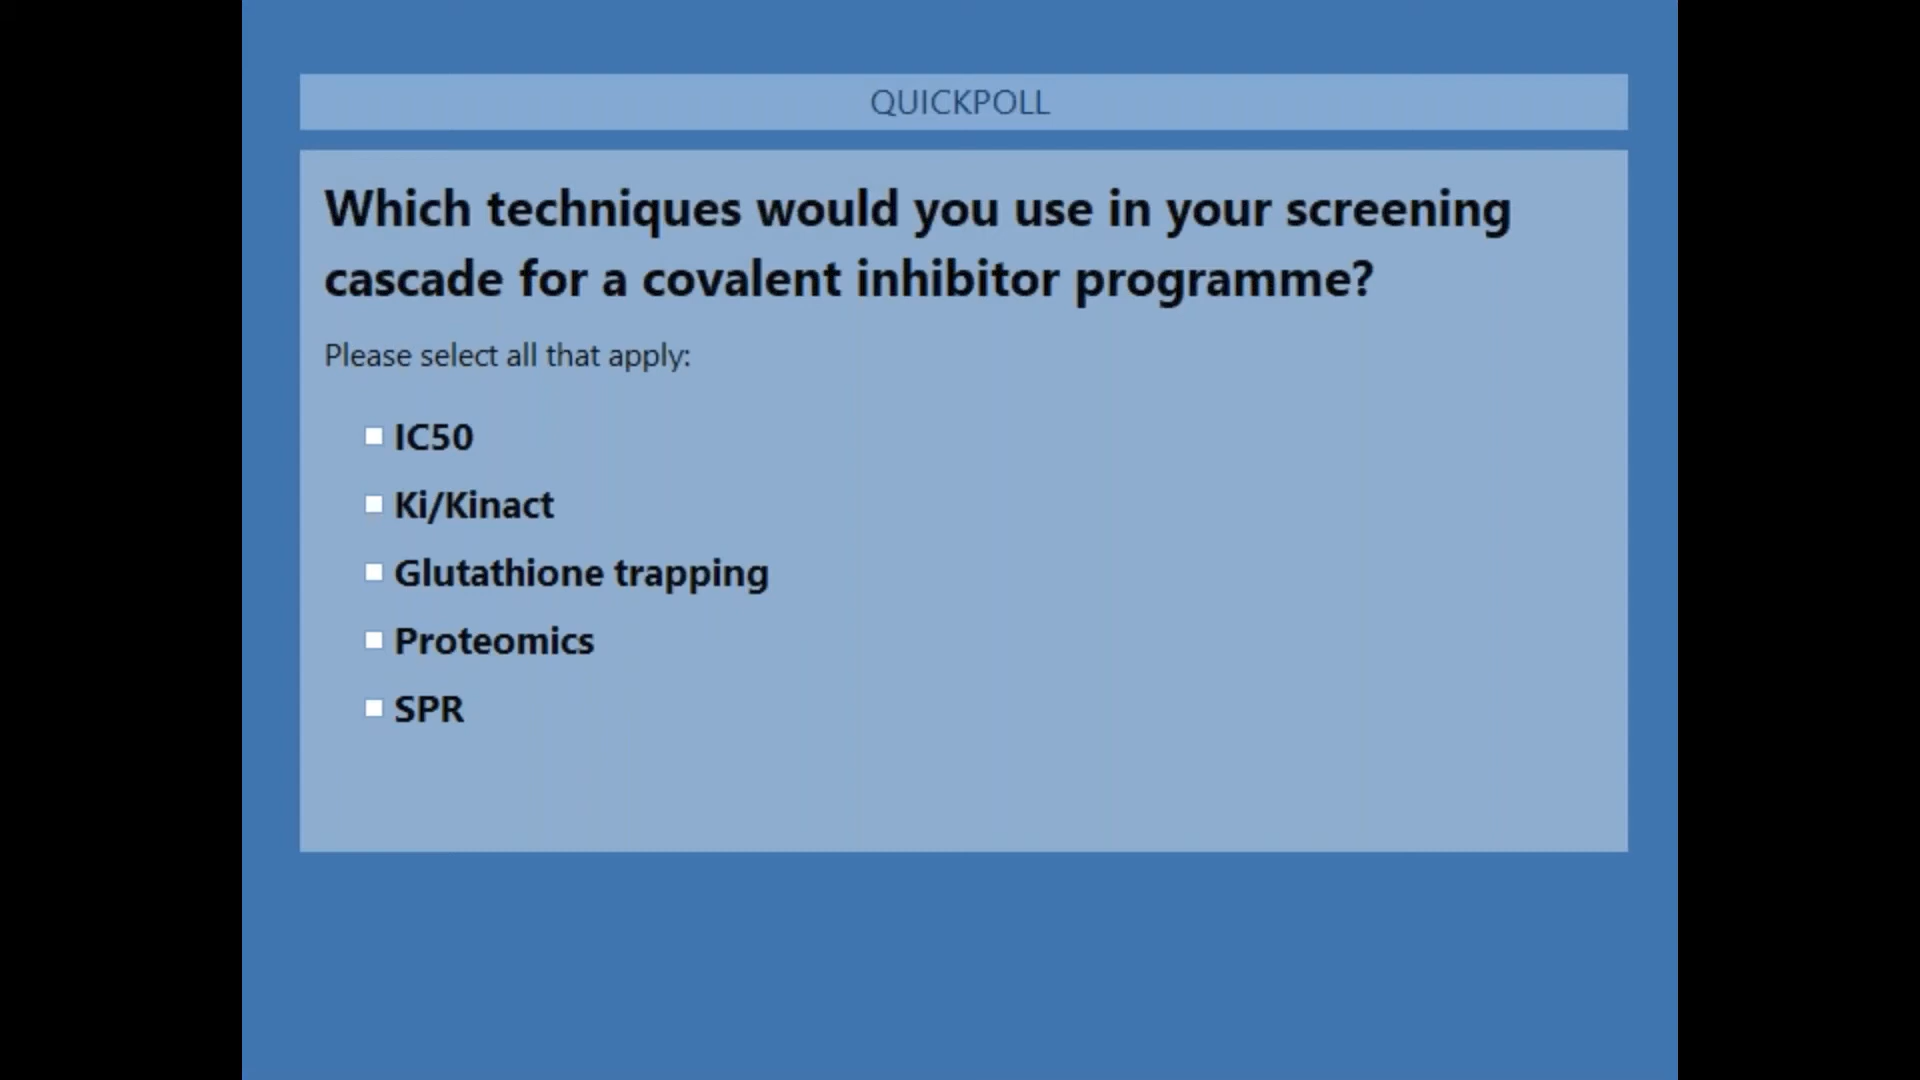 QUICKPOLL
Which techniques would you use in your screening
cascade for a covalent inhibitor programme?
Please select all that apply:
IC50
Ki/Kinact
Glutathione trapping
Proteomics
SPR